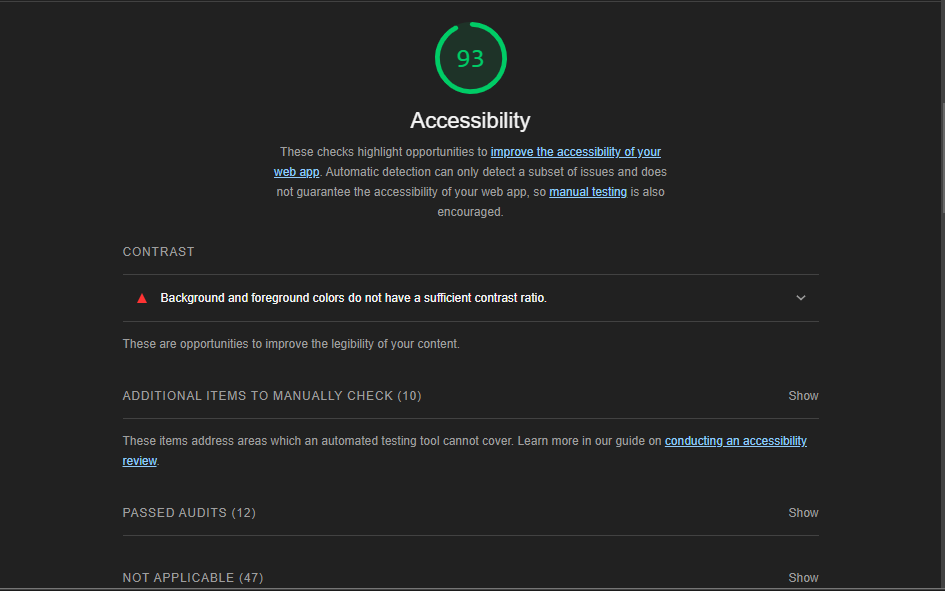 93
Accessibility
These checks highlight opportunities to improve the accessibility of your
web app. Automatic detection can only detect a subset of issues and does
not guarantee the accessibility of your web app, so manual testing is also
encouraged.
CONTRAST
Background and foreground colors do not have a sufficient contrast ratio.
These are opportunities to improve the legibility of your content.
ADDITIONAL ITEMS TO MANUALLY CHECK (10) Show
These items address areas which an automated testing tool cannot cover. Learn more in our guide on conducting an accessibility
review.
PASSED AUDITS (12) Show
NOT APPLICABLE (47) Show